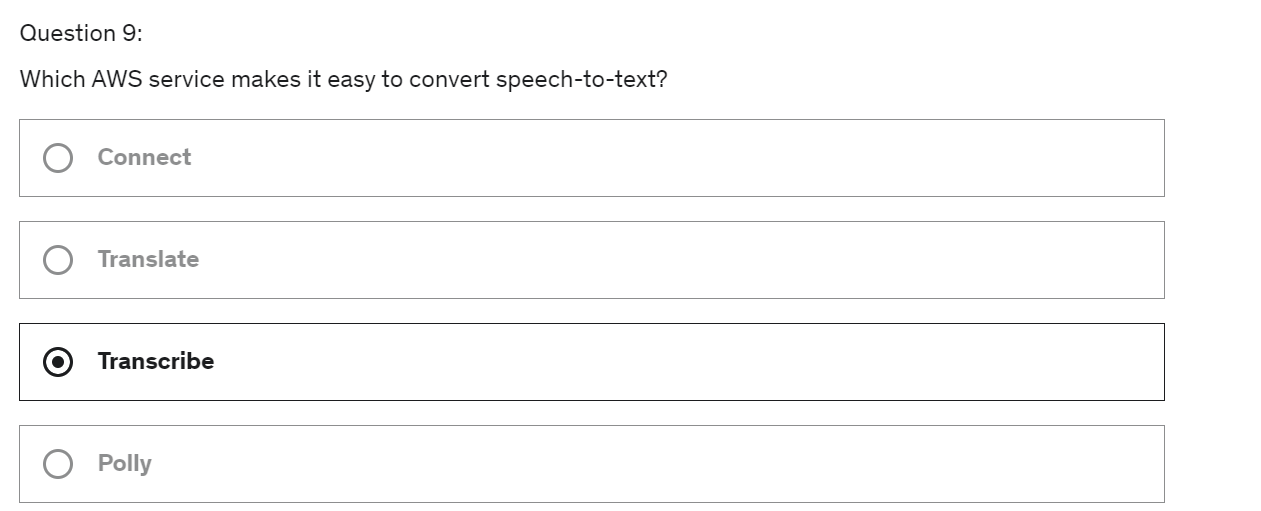 Question 9:
Which AWS service makes it easy to convert speech-to-text?
Connect
Translate
Transcribe
Polly